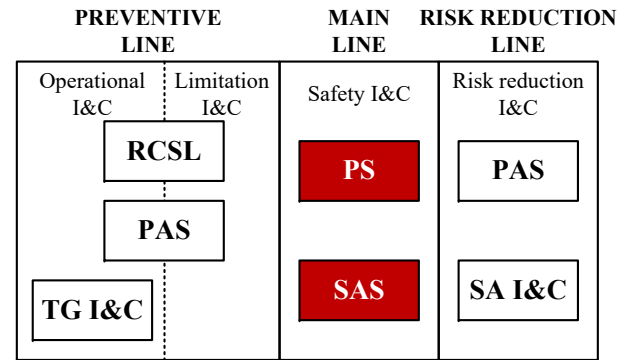 PREVENTIVE
LINE
MAIN
LINE
RISK REDUCTION
LINE
Operational
I&C
Limitation
I&C
Safety I&C
Risk reduction
I&C
RCSL
PS
PAS
PAS
SAS
SA I&C
TG I&C